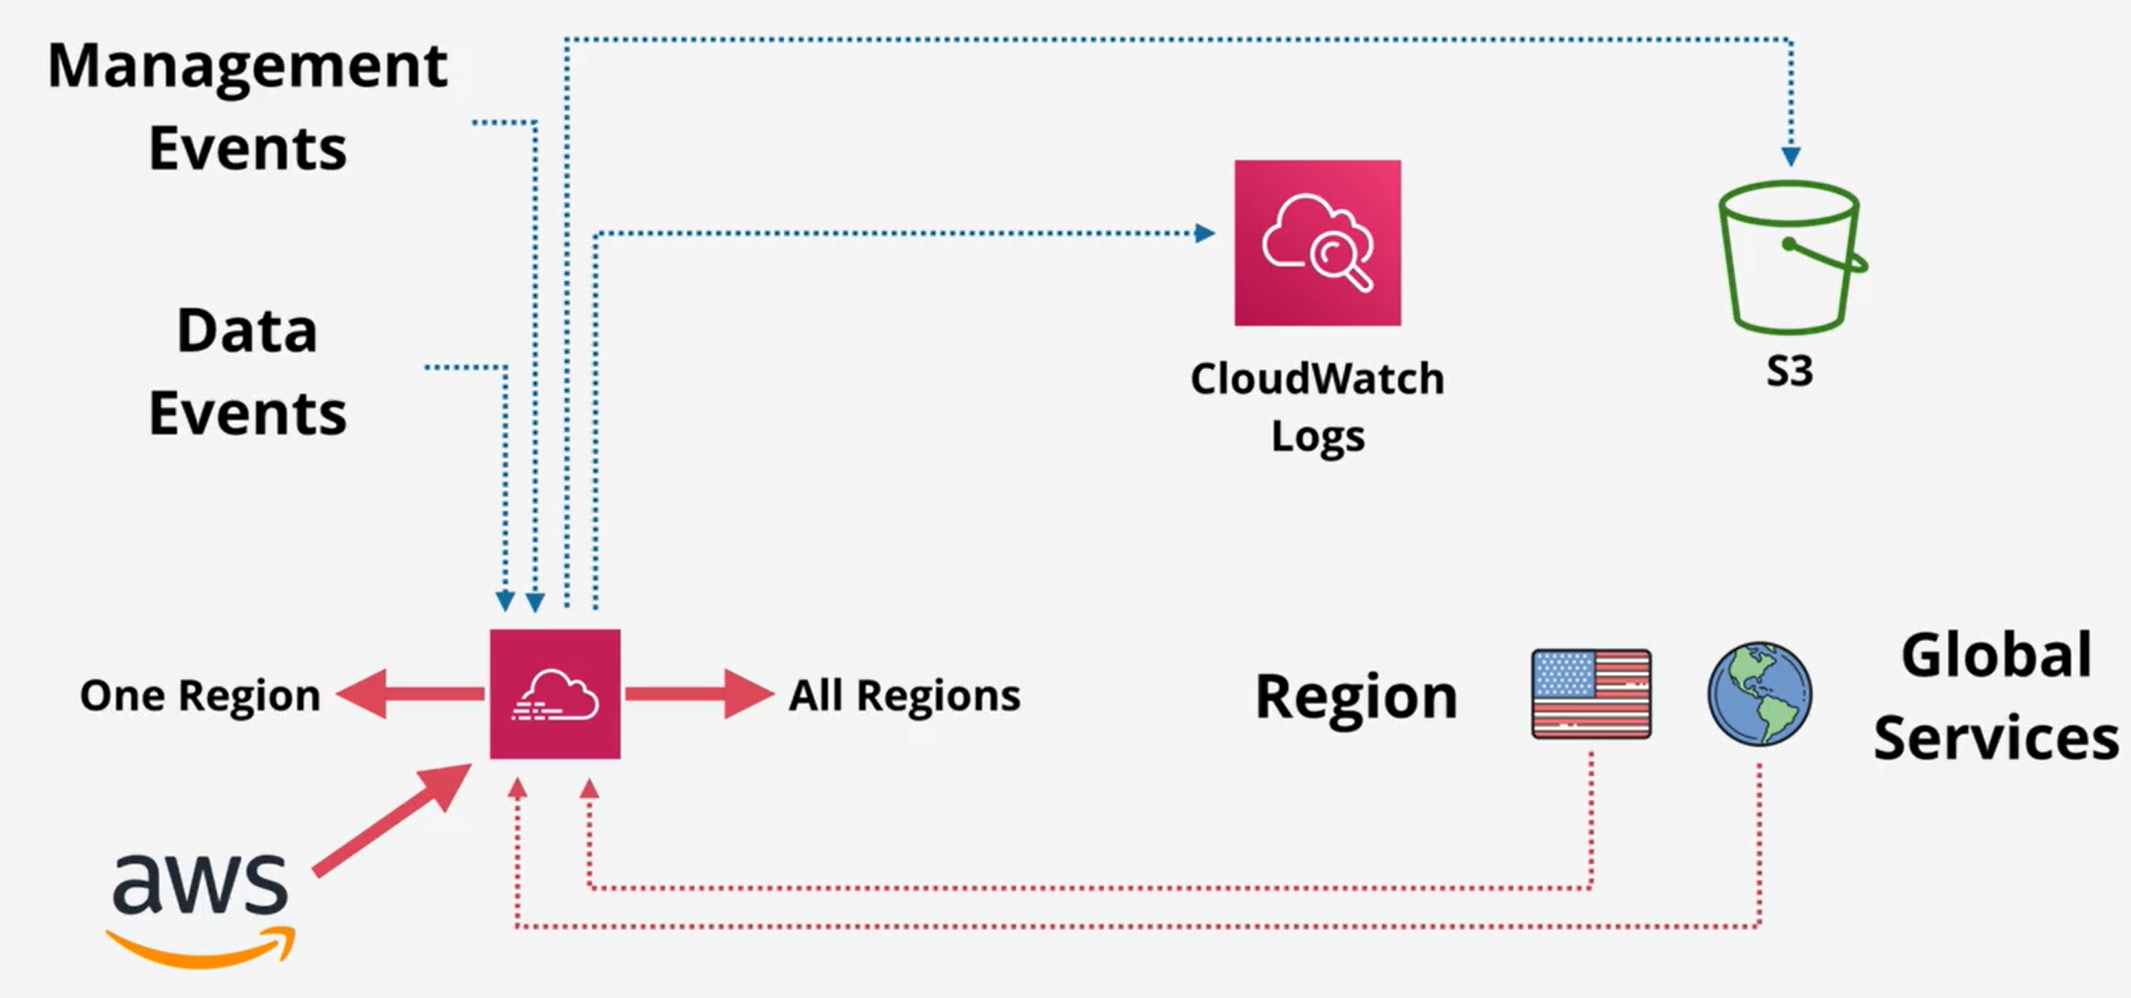 Management
Events
Data
Events
CloudWatch
Logs
S3
One Region
All Regions
Region
Global
Services
aws